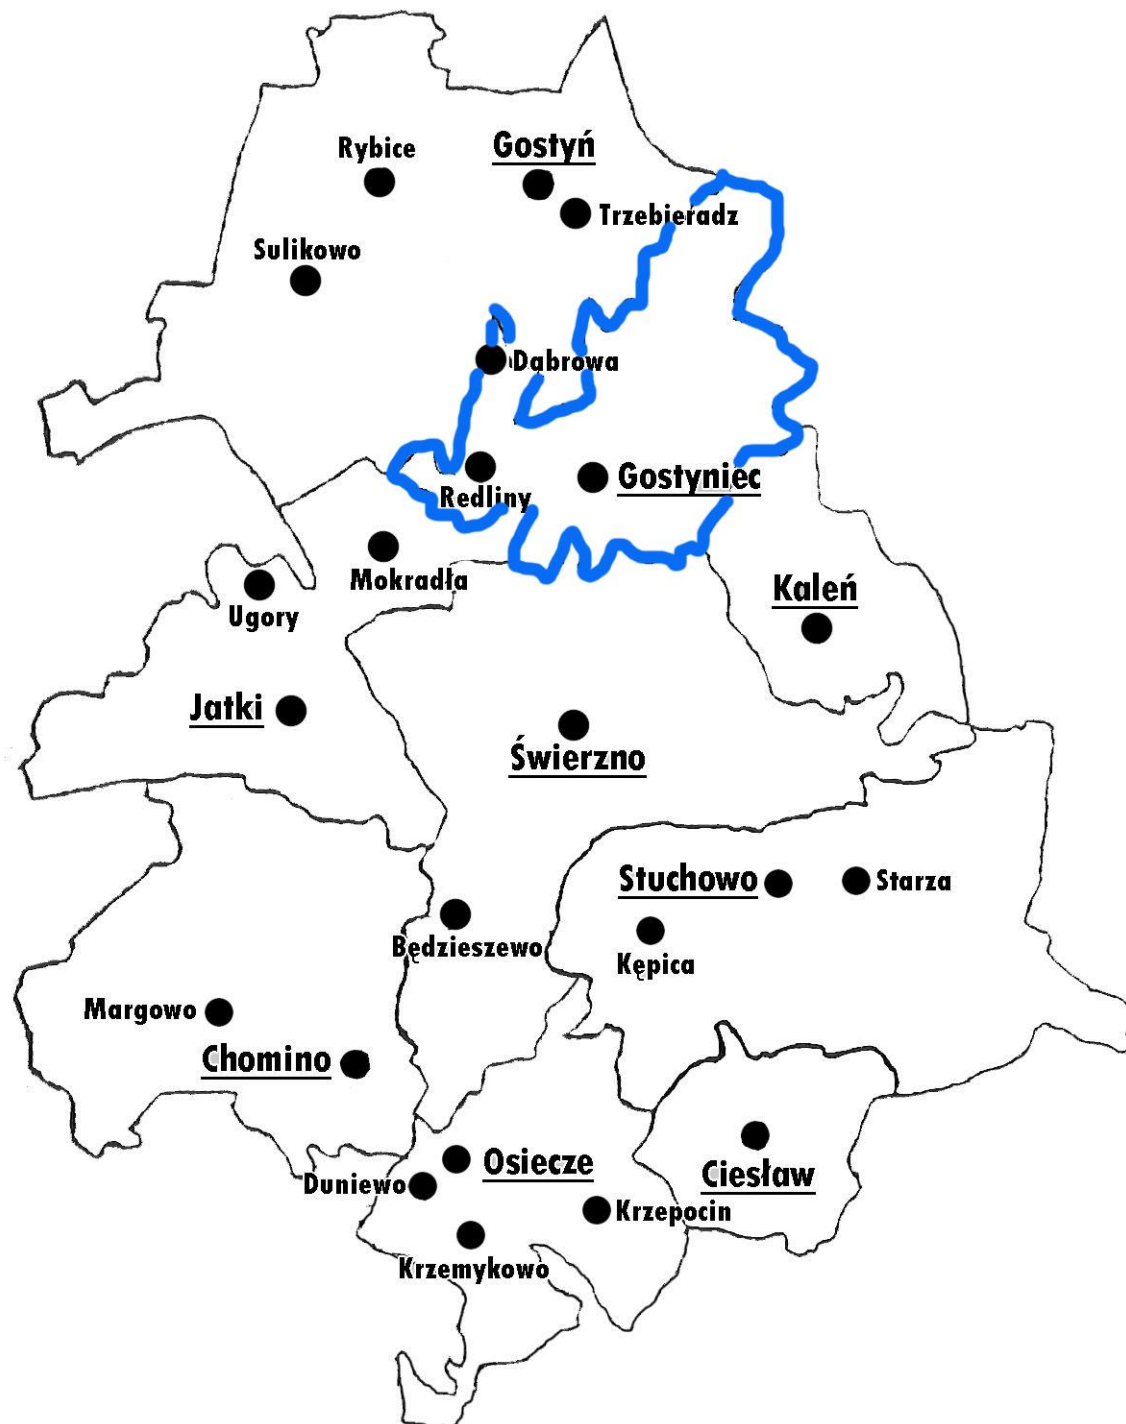 Gostyń
Rybice
Trzebieradz
Sulikowo
Dąbrowa
Gostyniec
Redliny
Mokradła
Kaleń
Ugory
Jatki
Świerzno
Stuchowo
Starza
Będzieszewo
Kępica
Margowo
Chomino
Osiecze
Ciesław
Duniewo
Krzepocin
Krzemykowo